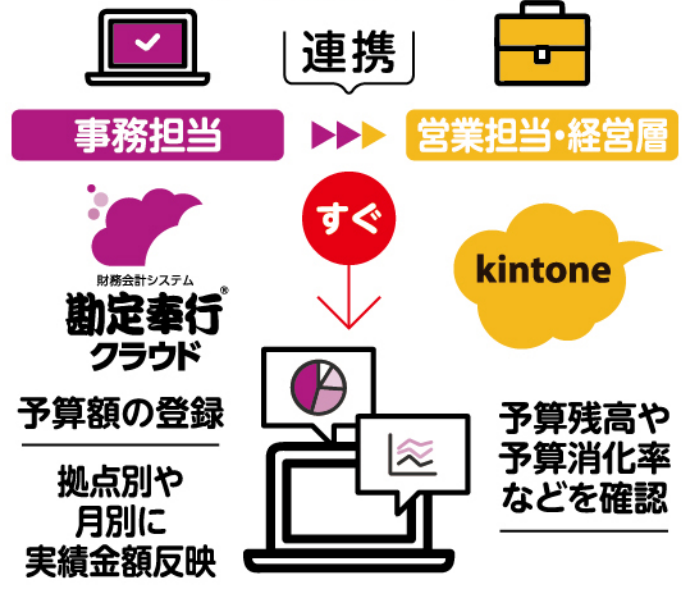 連携
事務担当
営業担当・経営層
すぐ
財務会計システム
勘定奉行®
クラウド
kintone
予算額の登録
拠点別や
月別に
実績金額反映
予算残高や
予算消化率
などを確認